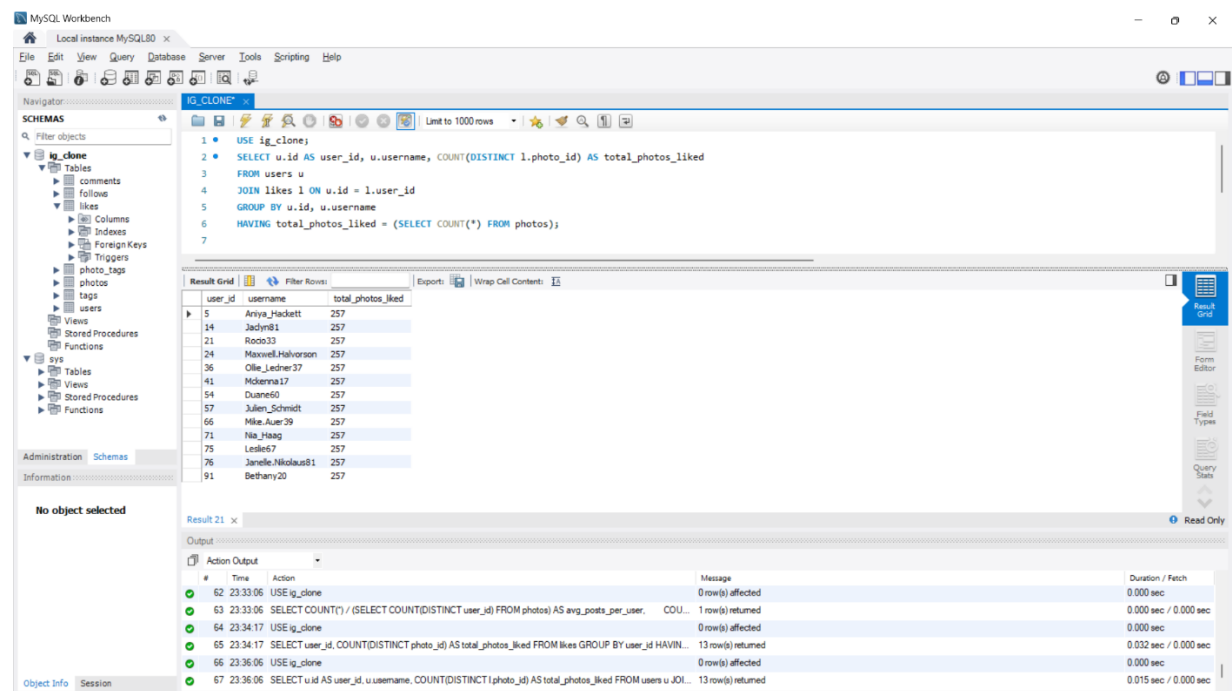 MySQL Workbench
Local instance MySQL80
File Edit View Query Database Server Tools Scripting Help
Navigator
SCHEMAS
Filter objects
ig_clone
Tables
comments
follows
likes
Columns
Indexes
Foreign Keys
Triggers
photo_tags
photos
tags
users
Views
Stored Procedures
Functions
sys
Tables
Views
Stored Procedures
Functions
Administration Schemas
Information
No object selected
Object Info Session
IG_CLONE*
Limit to 1000 rows
1 USE ig_clone;
2 SELECT u.id AS user_id, u.username, COUNT(DISTINCT l.photo_id) AS total_photos_liked
3 FROM users u
4 JOIN likes l ON u.id = l.user_id
5 GROUP BY u.id, u.username
6 HAVING total_photos_liked = (SELECT COUNT(*) FROM photos);
7
Result Grid Filter Rows: Export: Wrap Cell Content:
user_id username total_photos_liked
5 Aniya_Hackett 257
14 Jaclyn81 257
21 Rocio33 257
24 Maxwell.Halvorson 257
36 Ollie_Ledner37 257
41 Mckenna17 257
54 Duane60 257
57 Julien_Schmidt 257
66 Mike.Auer39 257
71 Nia_Haag 257
75 Leslie67 257
76 Janelle.Nikolaus81 257
91 Bethany20 257
Result Grid
Form Editor
Field Types
Query Stats
Result 21
Read Only
Output
Action Output
# Time Action Message Duration / Fetch
62 23:33:06 USE ig_clone 0 row(s) affected 0.000 sec
63 23:33:06 SELECT COUNT(*) / (SELECT COUNT(DISTINCT user_id) FROM photos) AS avg_posts_per_user, COU... 1 row(s) returned 0.000 sec / 0.000 sec
64 23:34:17 USE ig_clone 0 row(s) affected 0.000 sec
65 23:34:17 SELECT user_id, COUNT(DISTINCT photo_id) AS total_photos_liked FROM likes GROUP BY user_id HAVIN... 13 row(s) returned 0.032 sec / 0.000 sec
66 23:36:06 USE ig_clone 0 row(s) affected 0.000 sec
67 23:36:06 SELECT u.id AS user_id, u.username, COUNT(DISTINCT l.photo_id) AS total_photos_liked FROM users u JOI... 13 row(s) returned 0.015 sec / 0.000 sec